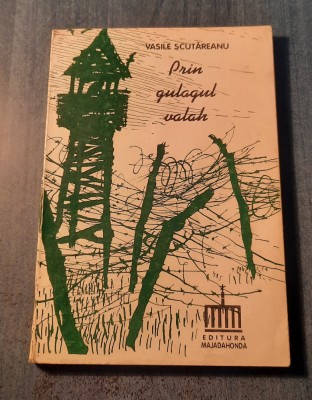 VASILE SCUTĂREANU
Prin
gulagul
valah
EDITURA
MAJADAHONDA